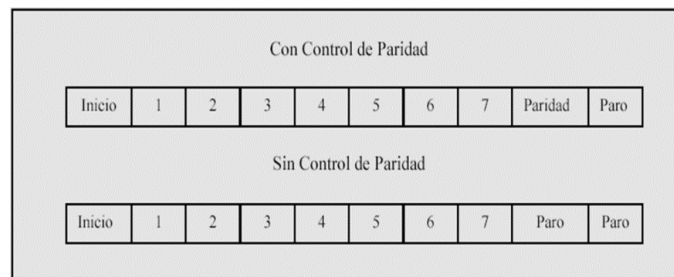 Con Control de Paridad
Inicio 1 2 3 4 5 6 7 Paridad Paro
Sin Control de Paridad
Inicio 1 2 3 4 5 6 7 Paro Paro